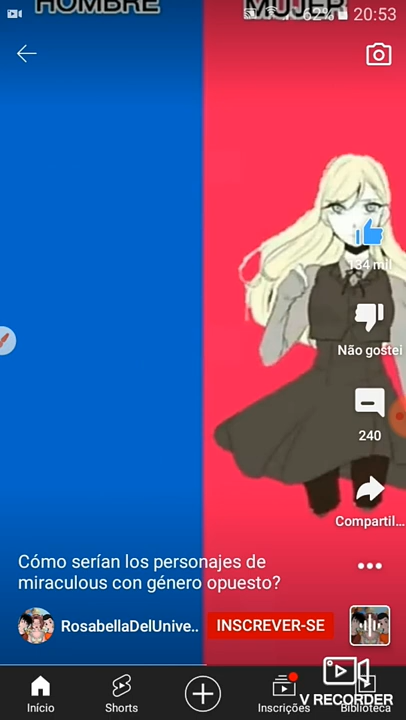 62% 20:53
HOMBRE
MUJER
134 mil
Não gostei
240
Compartil...
Cómo serían los personajes de
miraculous con género opuesto?
RosabellaDelUnive.. INSCREVER-SE
Início Shorts Inscrições Biblioteca
V RECORDER